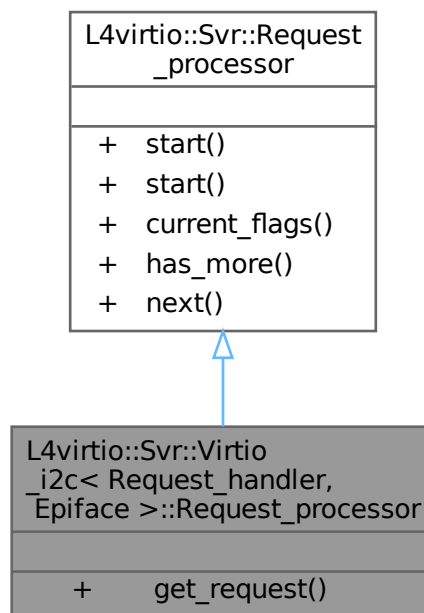 L4virtio::Svr::Request
_processor
+ start()
+ start()
+ current_flags()
+ has_more()
+ next()
L4virtio::Svr::Virtio
_i2c< Request_handler,
Epiface >::Request_processor
+ get_request()